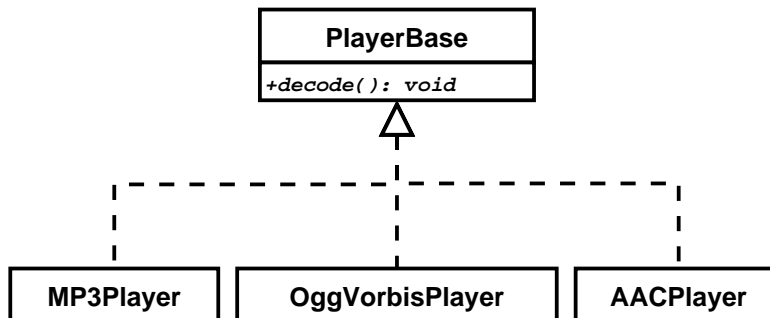 PlayerBase
+decode(): void
MP3Player
OggVorbisPlayer
AACPlayer